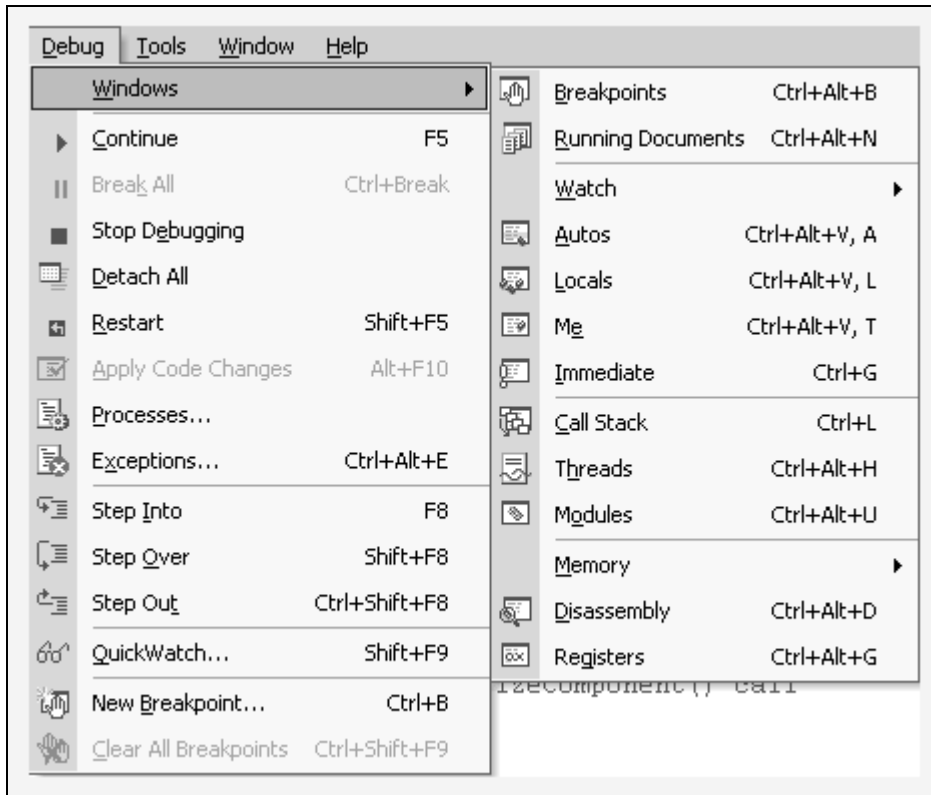 Debug Tools Window Help
Windows
Continue F5
Break All Ctrl+Break
Stop Debugging
Detach All
Restart Shift+F5
Apply Code Changes Alt+F10
Processes...
Exceptions... Ctrl+Alt+E
Step Into F8
Step Over Shift+F8
Step Out Ctrl+Shift+F8
QuickWatch... Shift+F9
New Breakpoint... Ctrl+B
Clear All Breakpoints Ctrl+Shift+F9
Breakpoints Ctrl+Alt+B
Running Documents Ctrl+Alt+N
Watch
Autos Ctrl+Alt+V, A
Locals Ctrl+Alt+V, L
Me Ctrl+Alt+V, T
Immediate Ctrl+G
Call Stack Ctrl+L
Threads Ctrl+Alt+H
Modules Ctrl+Alt+U
Memory
Disassembly Ctrl+Alt+D
Registers Ctrl+Alt+G
izeComponent() call